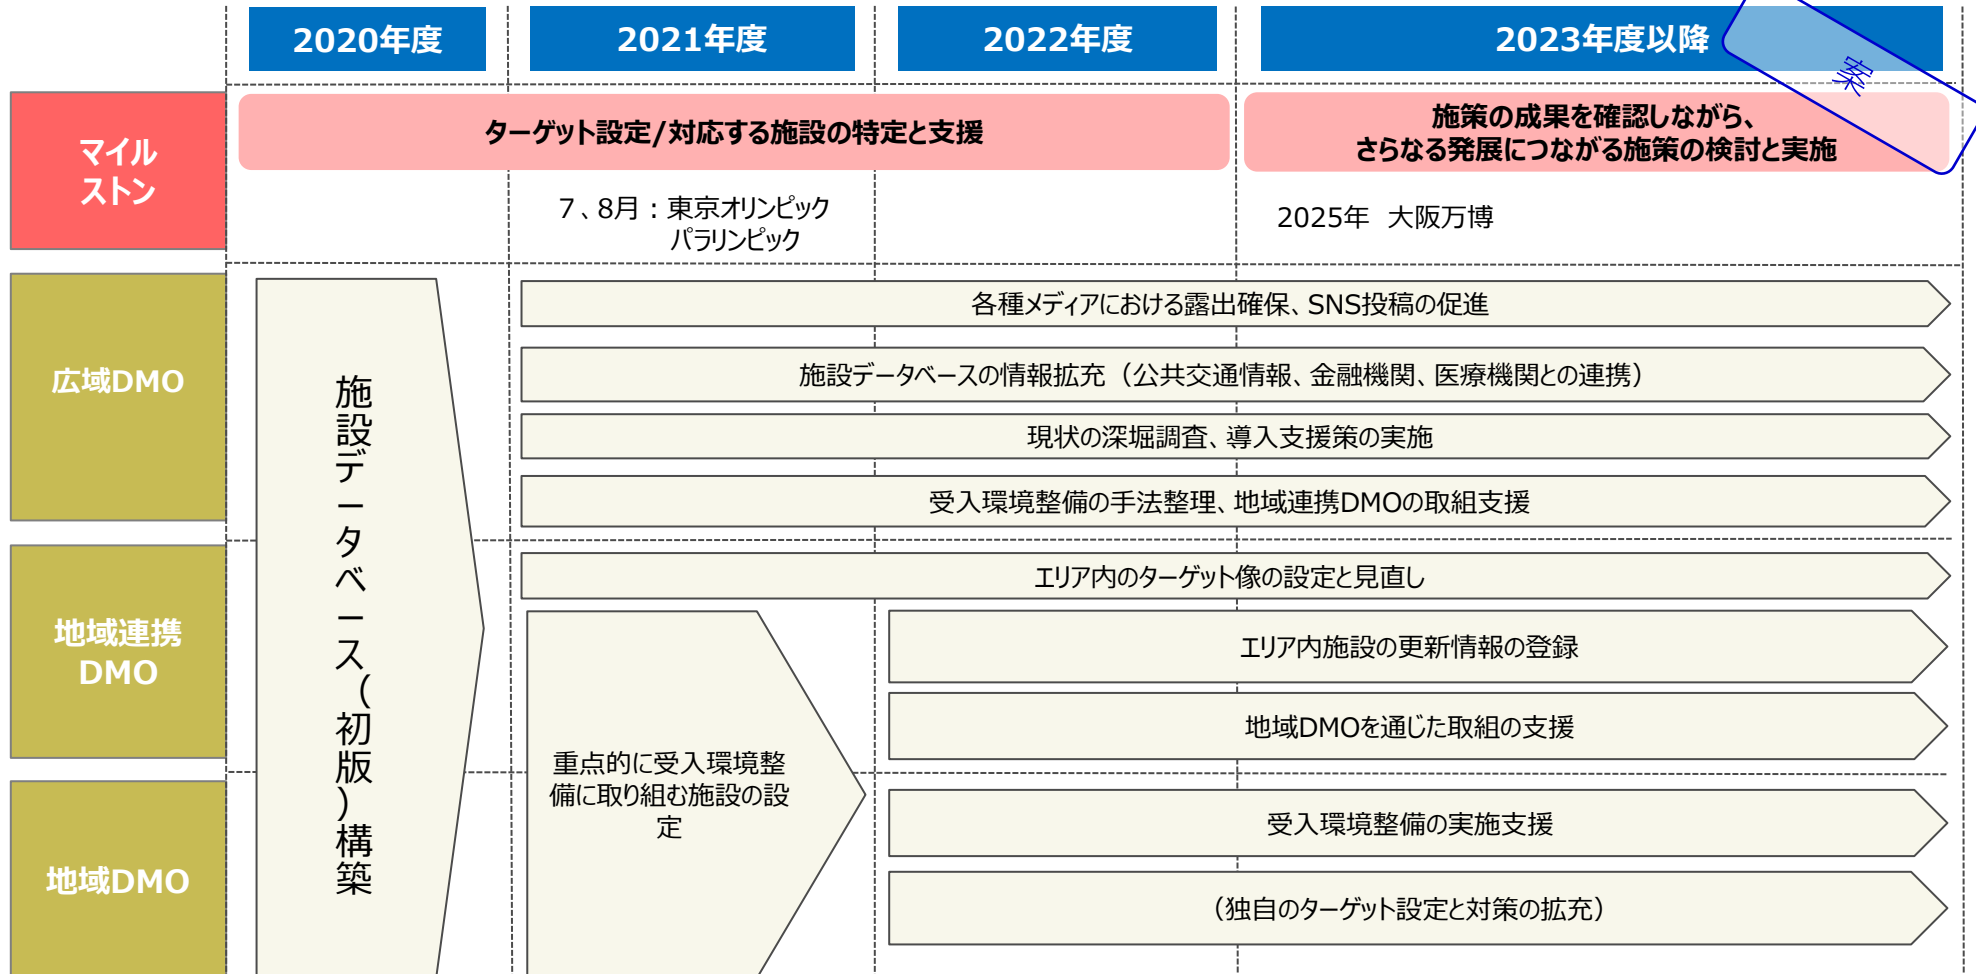 2020年度
2021年度
2022年度
2023年度以降
案
マイル
ストン
ターゲット設定/対応する施設の特定と支援
施策の成果を確認しながら、
さらなる発展につながる施策の検討と実施
7、8月：東京オリンピック
パラリンピック
2025年　大阪万博
広域DMO
施設データベース（初版）構築
各種メディアにおける露出確保、SNS投稿の促進
施設データベースの情報拡充（公共交通情報、金融機関、医療機関との連携）
現状の深堀調査、導入支援策の実施
受入環境整備の手法整理、地域連携DMOの取組支援
地域連携
DMO
エリア内のターゲット像の設定と見直し
重点的に受入環境整
備に取り組む施設の設
定
エリア内施設の更新情報の登録
地域DMOを通じた取組の支援
地域DMO
受入環境整備の実施支援
（独自のターゲット設定と対策の拡充）